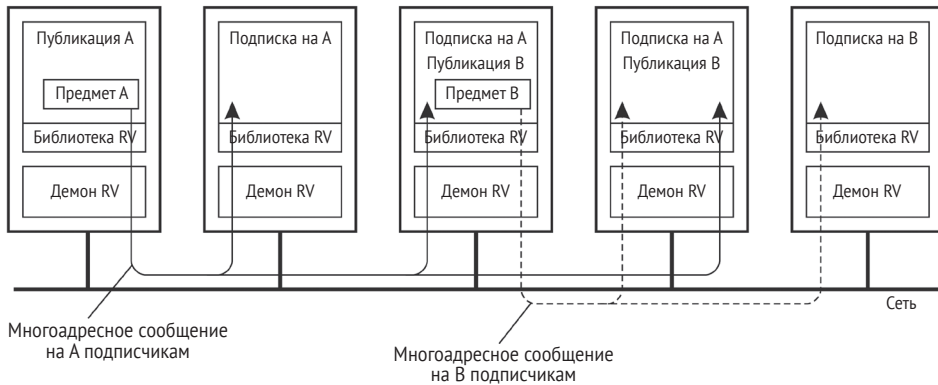 Публикация A
Предмет A
Библиотека RV
Демон RV
Подписка на A
Библиотека RV
Демон RV
Подписка на A
Публикация B
Предмет B
Библиотека RV
Демон RV
Подписка на A
Публикация B
Библиотека RV
Демон RV
Подписка на B
Библиотека RV
Демон RV
Сеть
Многоадресное сообщение
на A подписчикам
Многоадресное сообщение
на B подписчикам